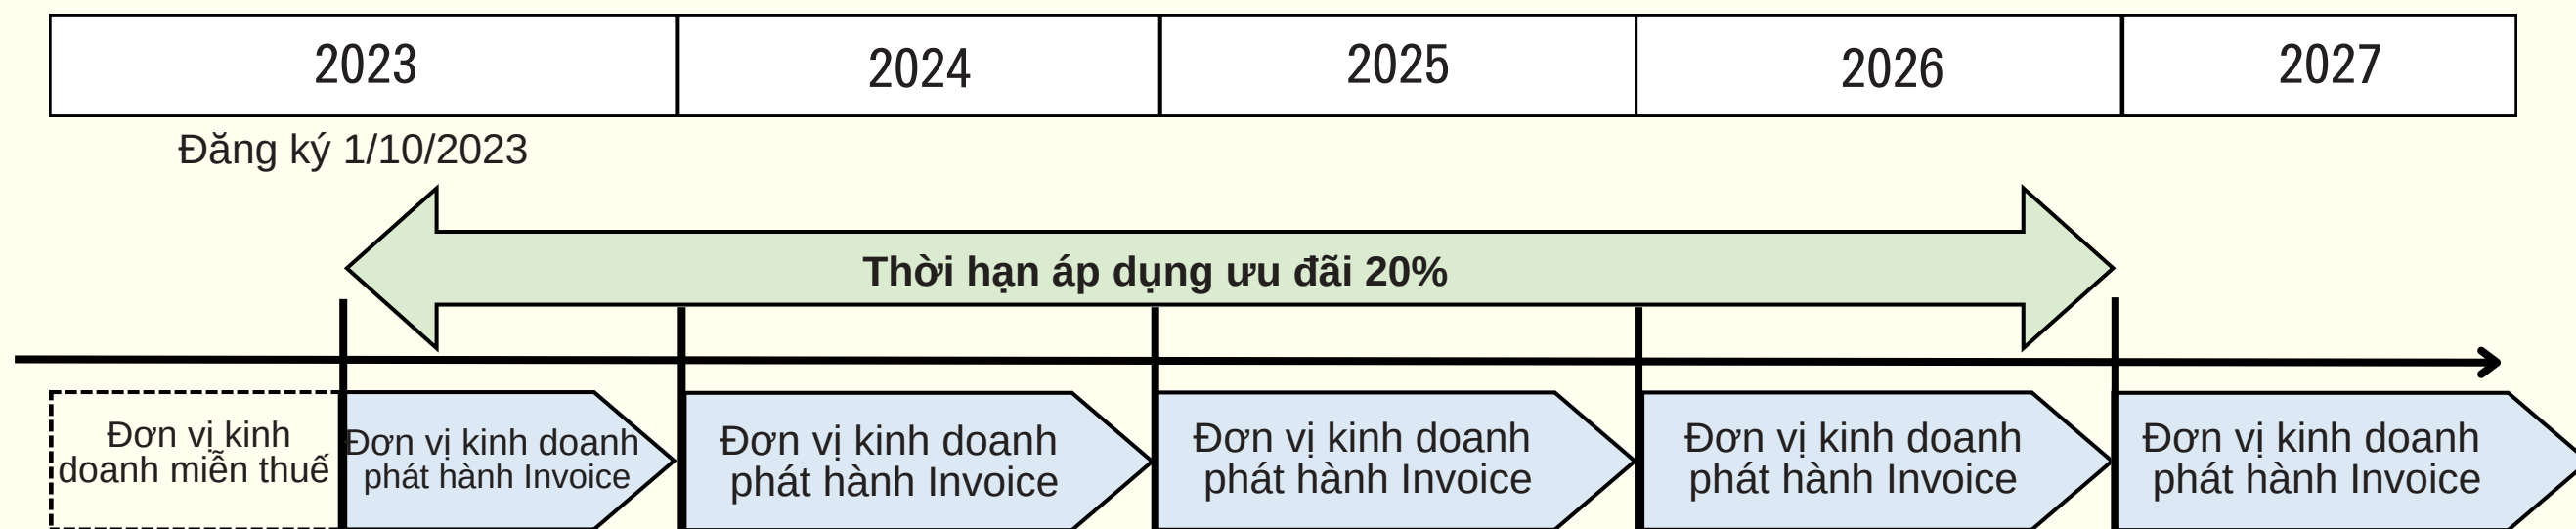 2023
2024
2025
2026
2027
Đăng ký 1/10/2023
Thời hạn áp dụng ưu đãi 20%
Đơn vị kinh
doanh miễn thuế
Đơn vị kinh doanh
phát hành Invoice
Đơn vị kinh doanh
phát hành Invoice
Đơn vị kinh doanh
phát hành Invoice
Đơn vị kinh doanh
phát hành Invoice
Đơn vị kinh doanh
phát hành Invoice